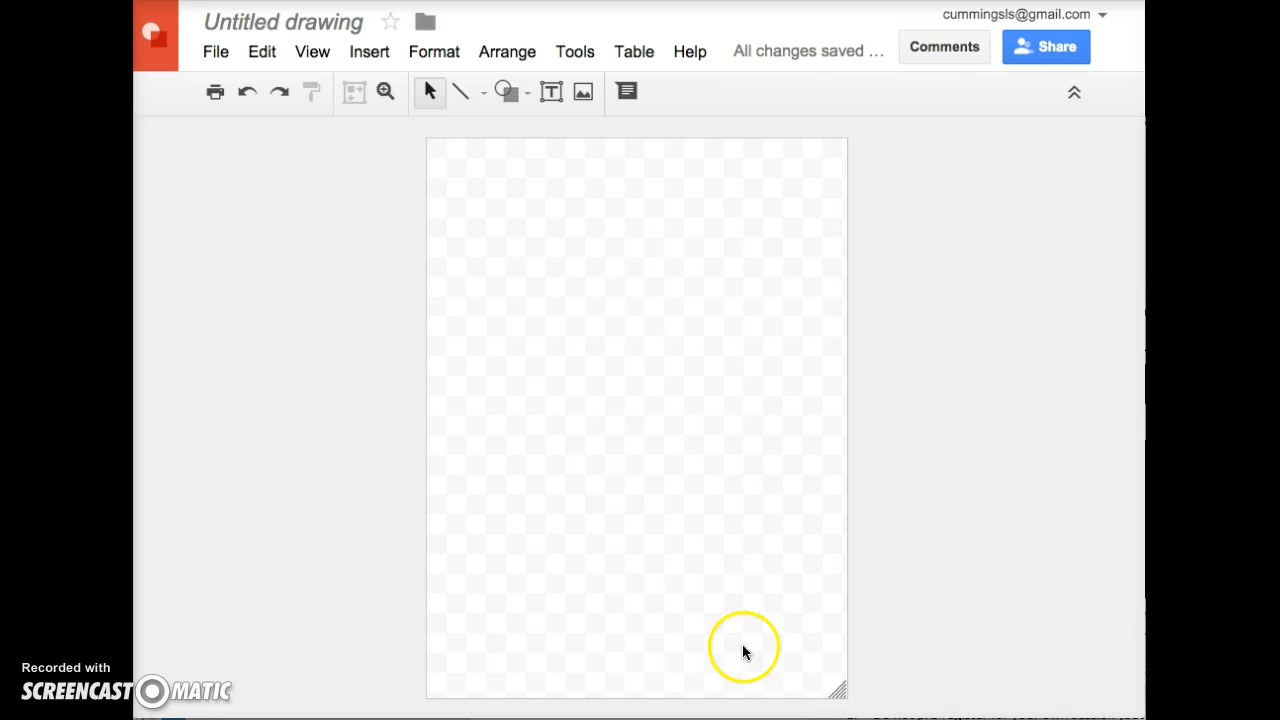 Untitled drawing
cummingsls@gmail.com
File Edit View Insert Format Arrange Tools Table Help All changes saved ...
Comments
Share
T
Recorded with
SCREENCAST MATIC